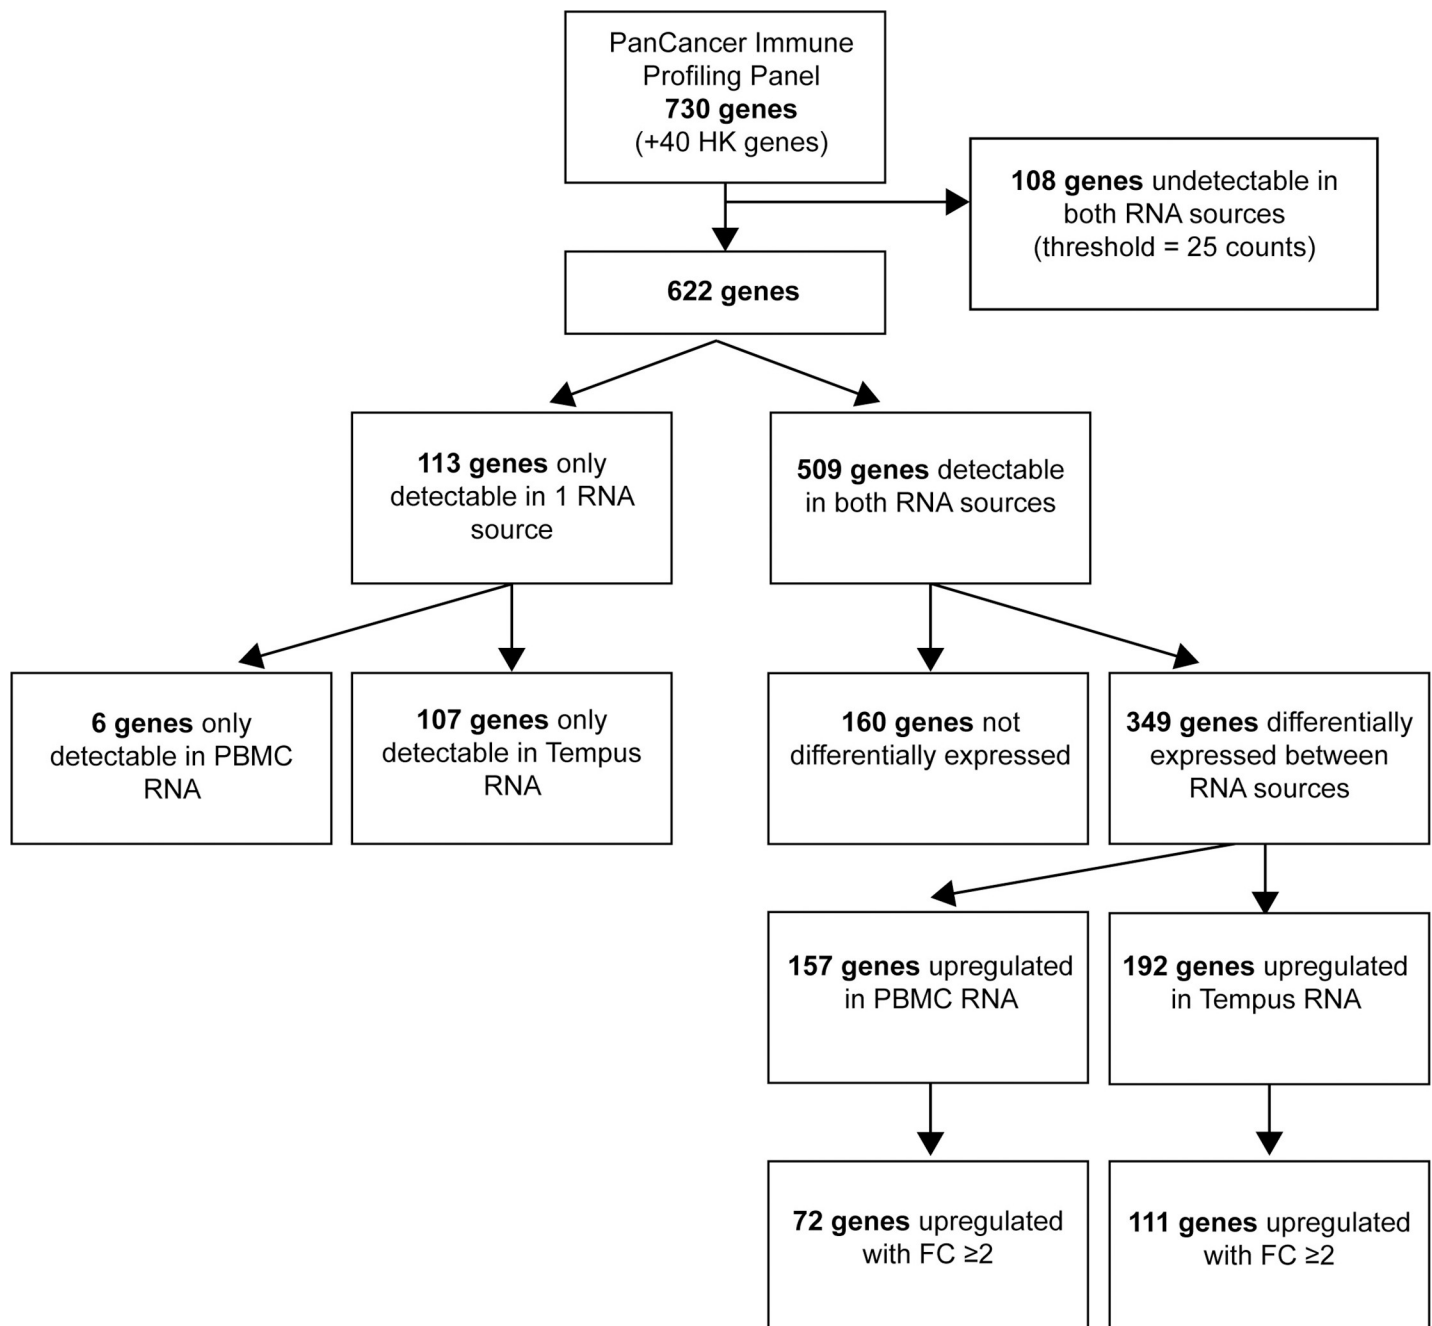 PanCancer Immune
Profiling Panel
730 genes
(+40 HK genes)
108 genes undetectable in
both RNA sources
(threshold = 25 counts)
622 genes
113 genes only
detectable in 1 RNA
source
509 genes detectable
in both RNA sources
6 genes only
detectable in PBMC
RNA
107 genes only
detectable in Tempus
RNA
160 genes not
differentially expressed
349 genes differentially
expressed between
RNA sources
157 genes upregulated
in PBMC RNA
192 genes upregulated
in Tempus RNA
72 genes upregulated
with FC ≥2
111 genes upregulated
with FC ≥2